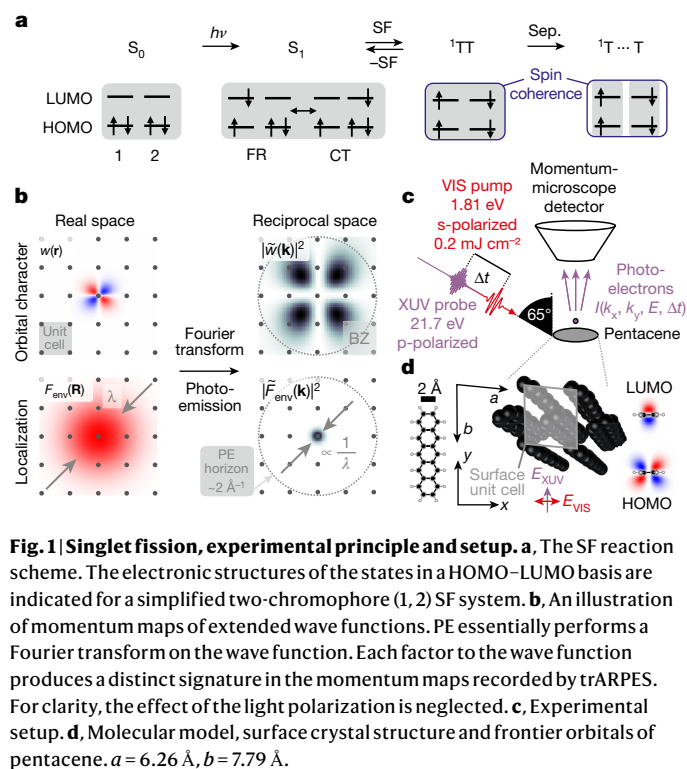 a
hν SF Sep.
S0 S1 –SF 1TT 1T ··· T
LUMO
HOMO
Spin
coherence
1 2 FR CT
b
Real space Reciprocal space
Orbital character
w(r)
Unit
cell
|w̃(k)|2
BZ
Fourier
transform
Photo-
emission
Localization
Fenv(R) λ
|F̃env(k)|2
∝ 1/λ
PE
horizon
~2 Å−1
c
VIS pump
1.81 eV
s-polarized
0.2 mJ cm−2
Momentum-
microscope
detector
Δt
XUV probe
21.7 eV
p-polarized
65°
Photo-
electrons
I(kx, ky, E, Δt)
Pentacene
d
2 Å
a
b
y
x
Surface
unit cell
EXUV
EVIS
LUMO
HOMO
Fig. 1 | Singlet fission, experimental principle and setup. a, The SF reaction
scheme. The electronic structures of the states in a HOMO–LUMO basis are
indicated for a simplified two-chromophore (1, 2) SF system. b, An illustration
of momentum maps of extended wave functions. PE essentially performs a
Fourier transform on the wave function. Each factor to the wave function
produces a distinct signature in the momentum maps recorded by trARPES.
For clarity, the effect of the light polarization is neglected. c, Experimental
setup. d, Molecular model, surface crystal structure and frontier orbitals of
pentacene. a = 6.26 Å, b = 7.79 Å.